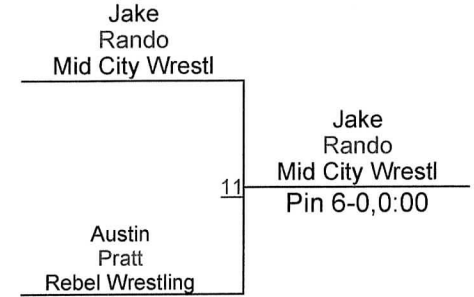 Jake
Rando
Mid City Wrestl
Jake
Rando
Mid City Wrestl
11
Pin 6-0,0:00
Austin
Pratt
Rebel Wrestling